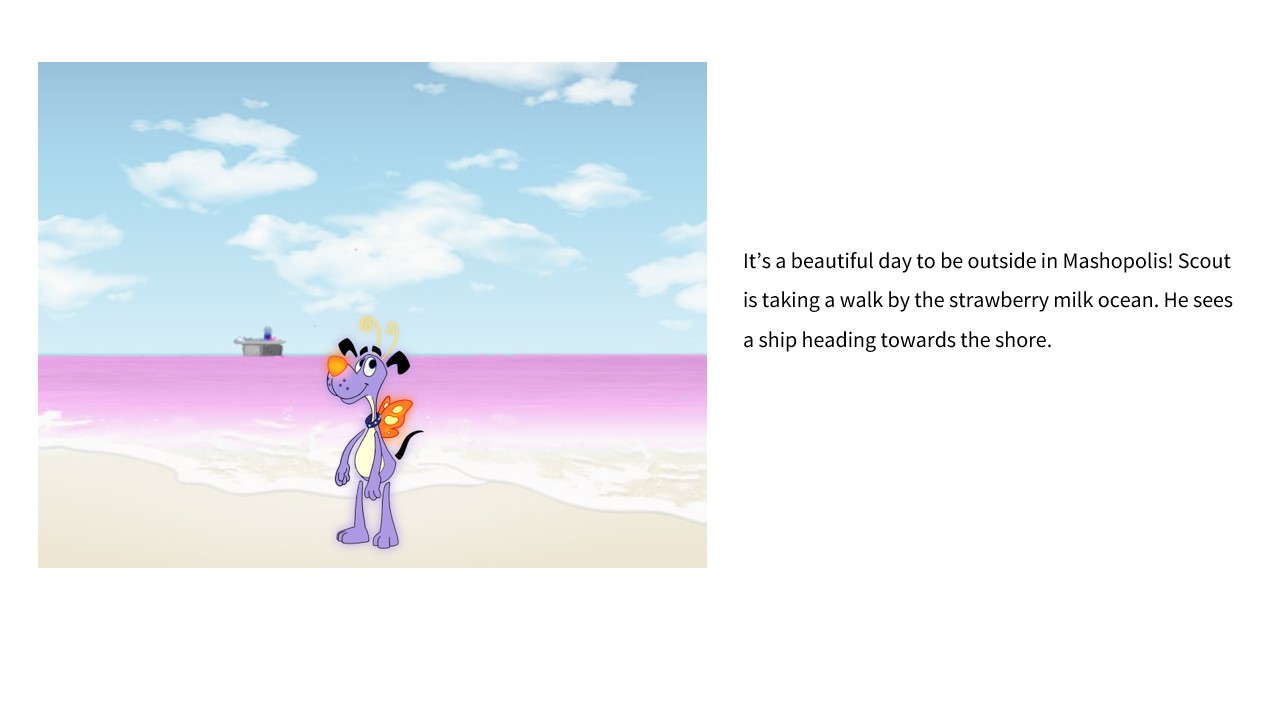 It’s a beautiful day to be outside in Mashopolis! Scout
is taking a walk by the strawberry milk ocean. He sees
a ship heading towards the shore.